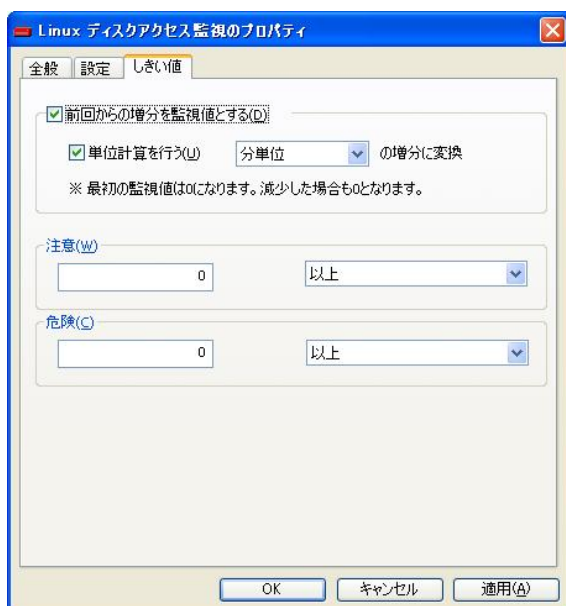 Linux ディスクアクセス監視のプロパティ
全般 設定 しきい値
前回からの増分を監視値とする(D)
単位計算を行う(U) 分単位 の増分に変換
※ 最初の監視値は0になります。減少した場合も0となります。
注意(W)
0 以上
危険(C)
0 以上
OK キャンセル 適用(A)